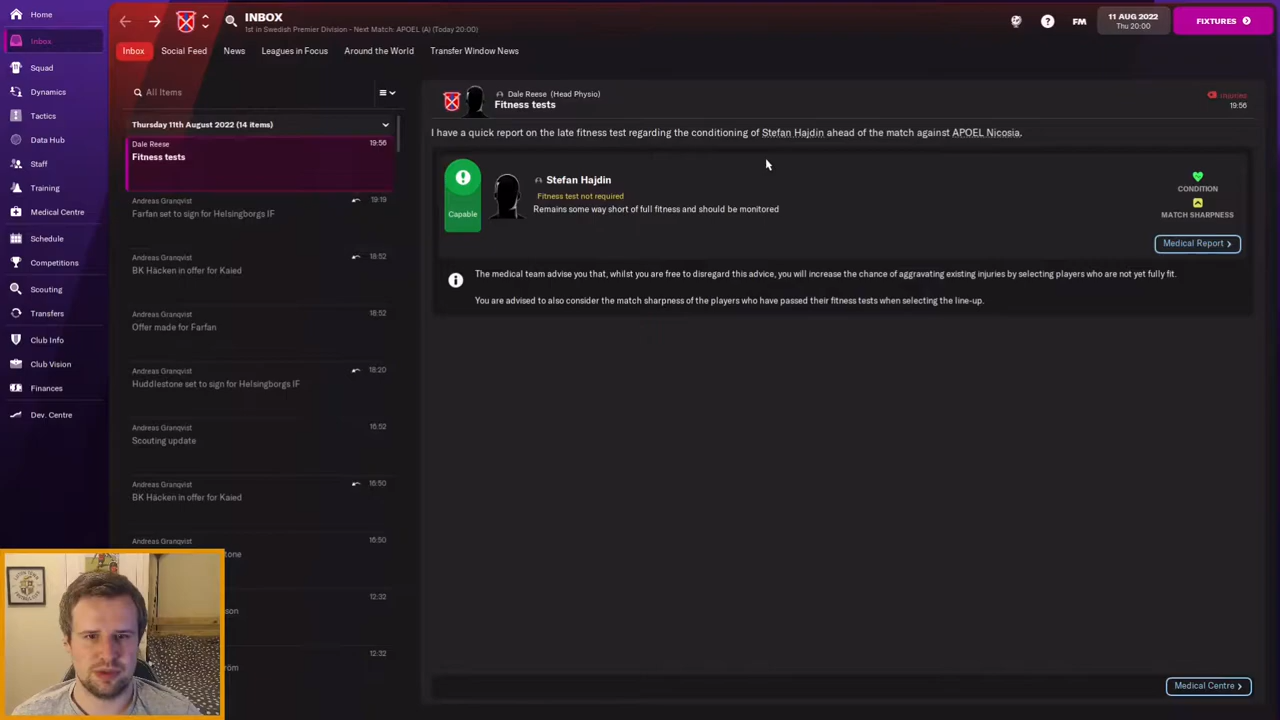 Home
Inbox
Squad
Dynamics
Tactics
Data Hub
Staff
Training
Medical Centre
Schedule
Competitions
Scouting
Transfers
Club Info
Club Vision
Finances
Dev. Centre
INBOX
1st in Swedish Premier Division - Next Match: APOEL (A) (Today 20:00)
FM
11 AUG 2022
Thu 20:00
FIXTURES
Inbox
Social Feed
News
Leagues in Focus
Around the World
Transfer Window News
All Items
Thursday 11th August 2022 (14 items)
Dale Reese 19:56
Fitness tests
Andreas Granqvist 19:19
Farfan set to sign for Helsingborgs IF
Andreas Granqvist 18:52
BK Häcken in offer for Kaied
Andreas Granqvist 18:52
Offer made for Farfan
Andreas Granqvist 18:20
Huddlestone set to sign for Helsingborgs IF
Andreas Granqvist 16:52
Scouting update
Andreas Granqvist 16:50
BK Häcken in offer for Kaied
Andreas Granqvist 16:50
12:32
12:32
Dale Reese (Head Physio)
Fitness tests
Injuries
19:56
I have a quick report on the late fitness test regarding the conditioning of Stefan Hajdin ahead of the match against APOEL Nicosia.
Capable
Stefan Hajdin
Fitness test not required
Remains some way short of full fitness and should be monitored
CONDITION
MATCH SHARPNESS
Medical Report
The medical team advise you that, whilst you are free to disregard this advice, you will increase the chance of aggravating existing injuries by selecting players who are not yet fully fit.
You are advised to also consider the match sharpness of the players who have passed their fitness tests when selecting the line-up.
Medical Centre